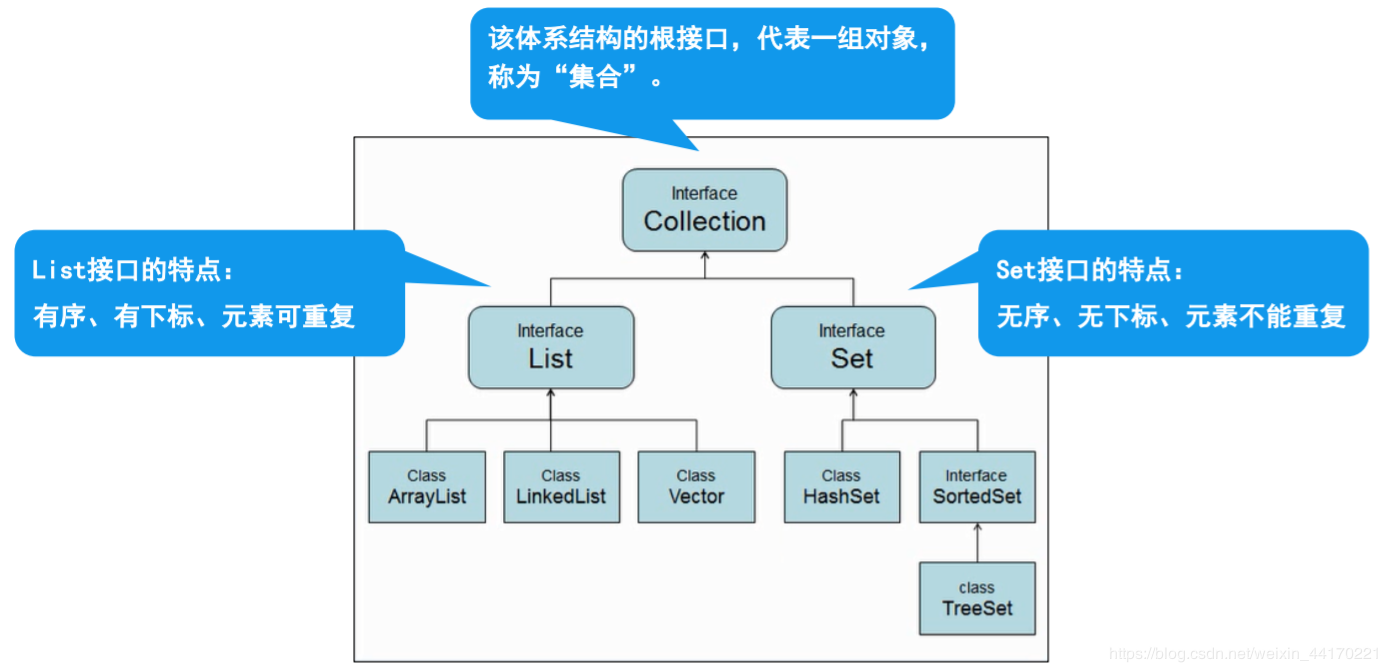 该体系结构的根接口，代表一组对象，
称为“集合”。
Interface
Collection
List接口的特点：
有序、有下标、元素可重复
Set接口的特点：
无序、无下标、元素不能重复
Interface
List
Interface
Set
Class
ArrayList
Class
LinkedList
Class
Vector
Class
HashSet
Interface
SortedSet
class
TreeSet
https://blog.csdn.net/weixin_44170221